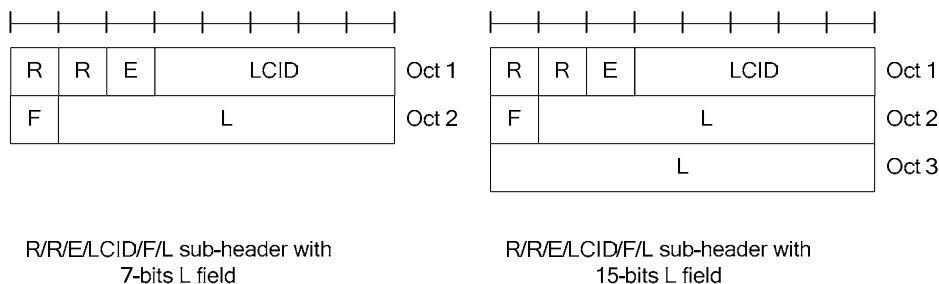 R R E LCID Oct 1
F L Oct 2
R/R/E/LCID/F/L sub-header with
7-bits L field
R R E LCID Oct 1
F L Oct 2
L Oct 3
R/R/E/LCID/F/L sub-header with
15-bits L field